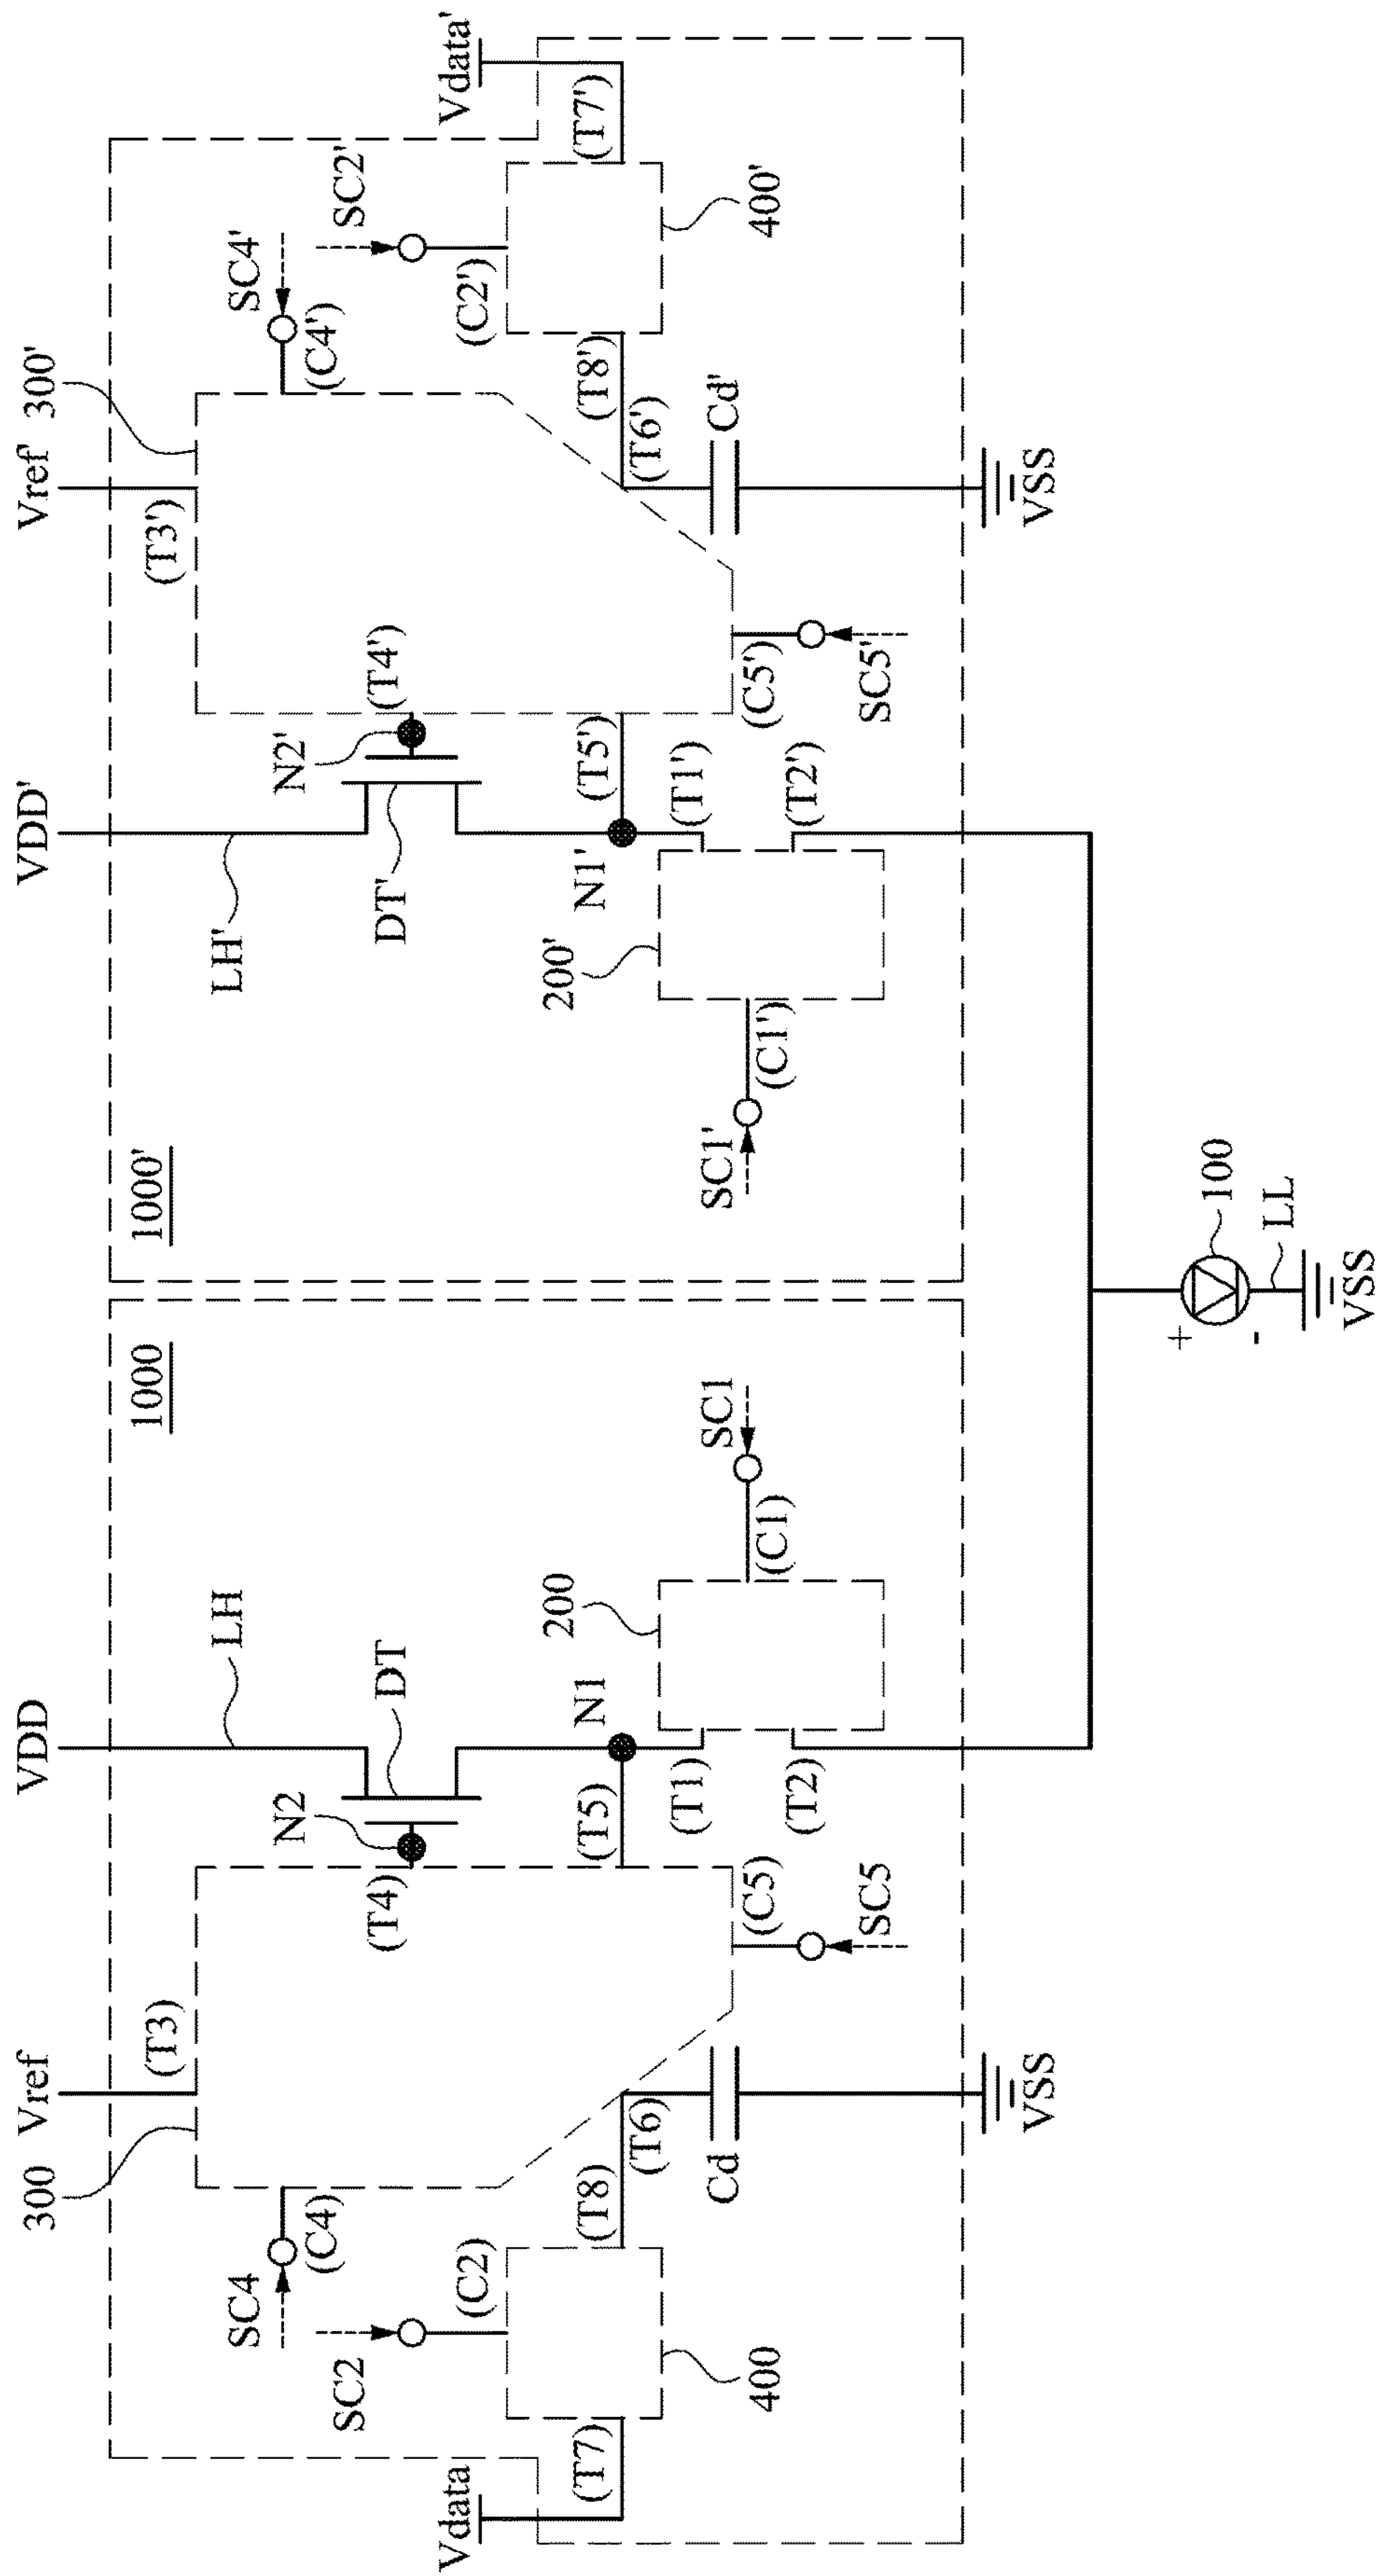 300
Vref
VDD
VDD'
Vref'
300'
(T3)
1000
1000'
(T3')
SC4
LH
LH'
SC4'
(C4)
N2
N2'
(C4')
SC2
(T4)
DT
DT'
(T4')
SC2'
Vdata
(C2)
(C2')
Vdata'
(T7)
(T8)
(T5)
N1
200
200'
N1'
(T5')
(T8')
(T7')
(T6)
(T6')
(T1)
SC1
SC1'
(T1')
Cd
Cd'
400
(C5)
(C1)
(C1')
(C5')
400'
(T2)
(T2')
SC5
SC5'
VSS
VSS
+
100
-
LL
VSS